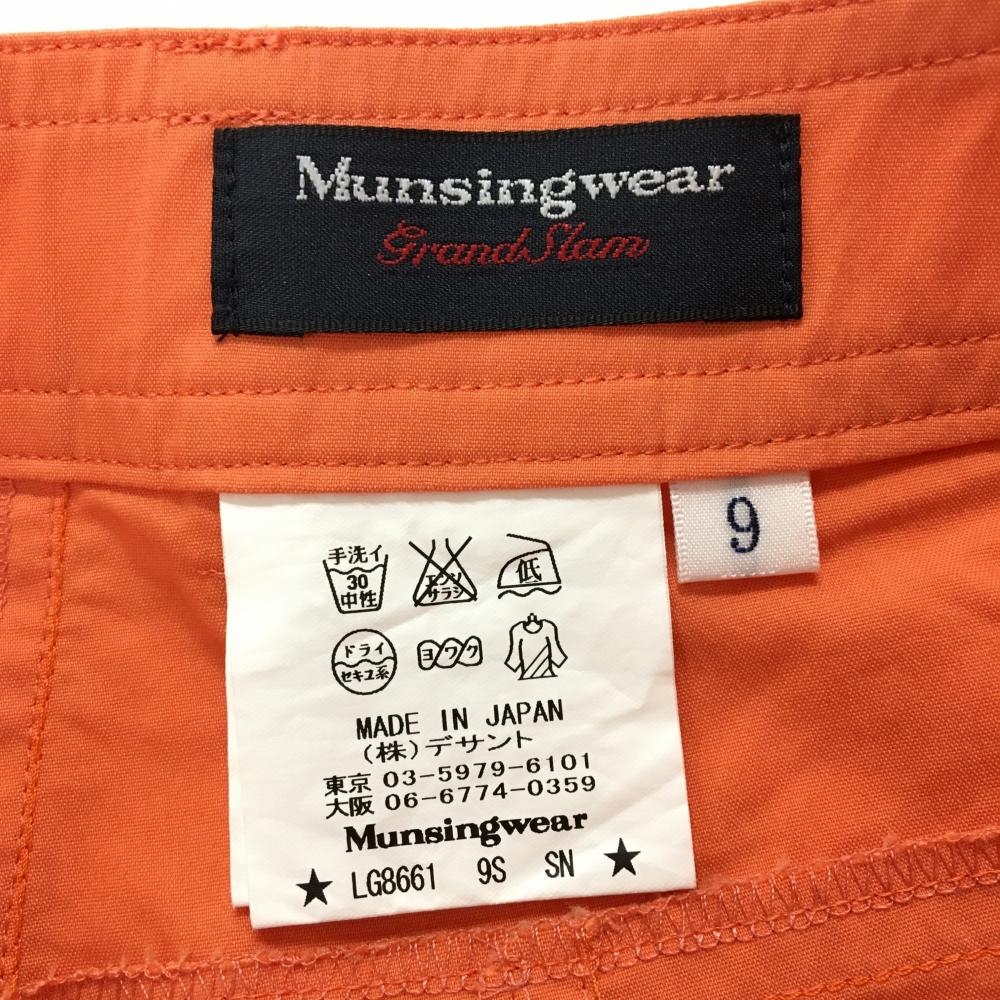 Munsingwear
Grand Slam
9
手洗イ
30
中性
エンソ
サラシ
低
ドライ
セキユ系
ヨワク
MADE IN JAPAN
(株)デサント
東京 03-5979-6101
大阪 06-6774-0359
Munsingwear
★ LG8661 9S SN ★